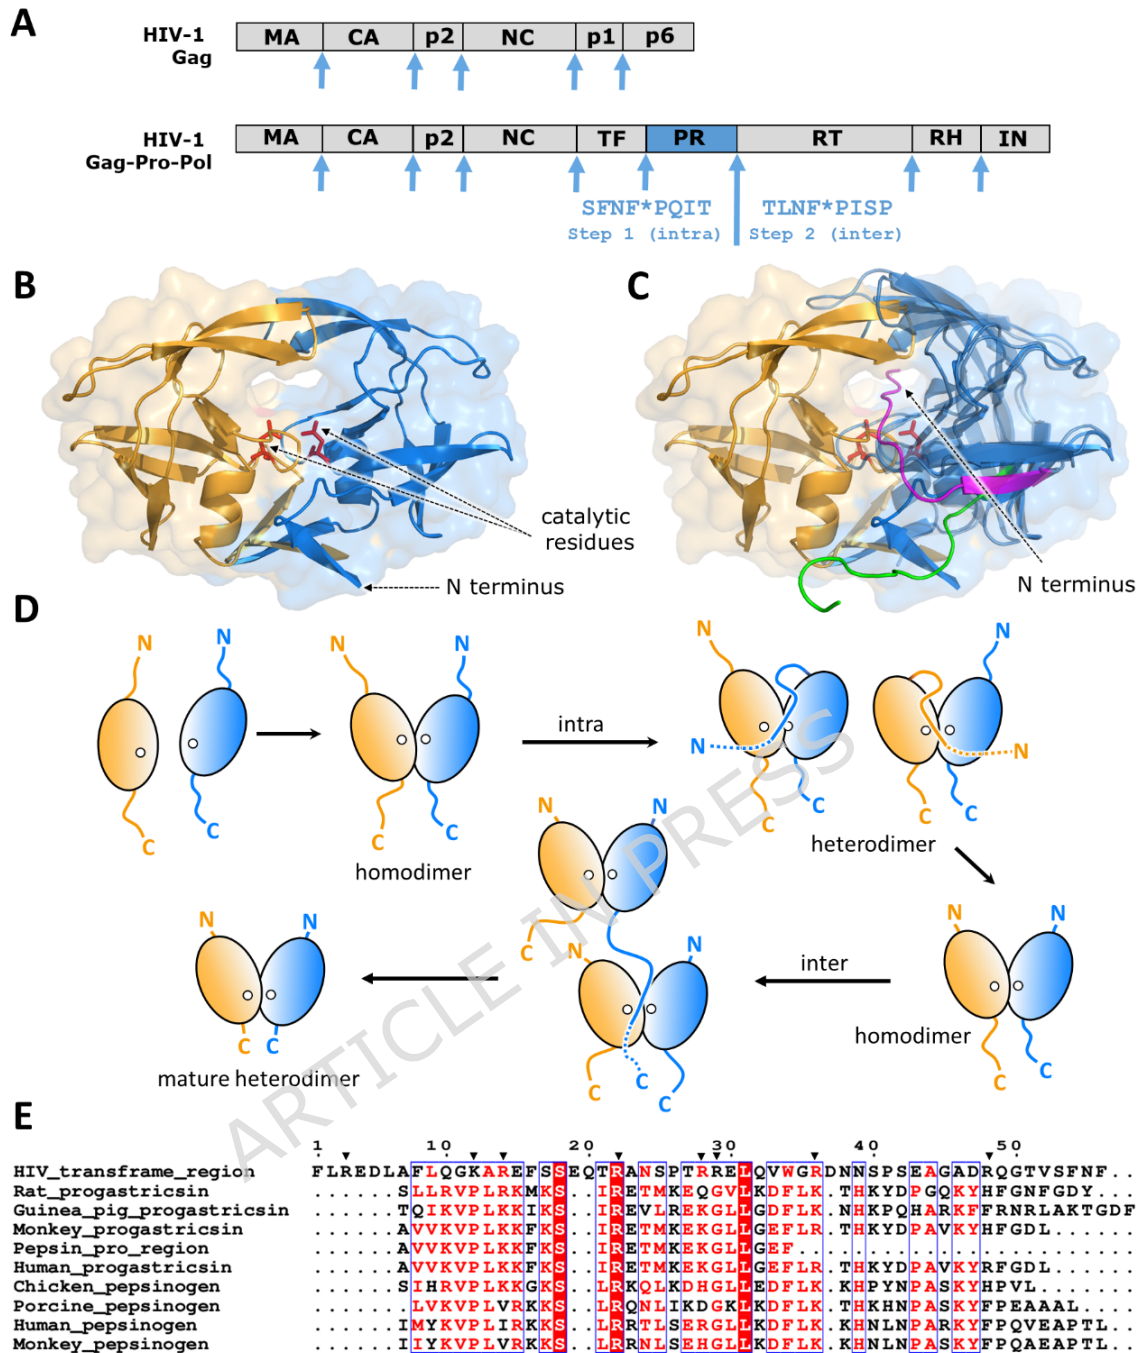 A
HIV-1
Gag
MA CA p2 NC p1 p6
HIV-1
Gag-Pro-Pol
MA CA p2 NC TF PR RT RH IN
SFNF*PQIT TLNF*PISP
Step 1 (intra) Step 2 (inter)
B
catalytic
residues
N terminus
C
N terminus
D
N N N N N N
intra
N N
C C C C C C C C
homodimer
heterodimer
N N
C
N N
C C C
inter
N N
C C
homodimer
N N
C C
mature heterodimer
ARTICLE IN PRESS
E
1 10 20 30 40 50
HIV_transframe_region FLREDLAFLQGKAREFSSEQTRANSPTRRELQVWGRDNNSPSEAGADRQGTVSFNF..
Rat_progastricsin ......SLLRVPLRKMKS..IRETMKEQGVLKDFLK.THKYDPGQKYHFGNFGDY...
Guinea_pig_progastricsin ......TQIKVPLKKIKS..IREVLREKGLLGDFLK.NHKPQHARKFFRNRLAKTGDF
Monkey_progastricsin ......AVVKVPLKKFKS..IRETMKEKGLLGEFLR.THKYDPAVKYHFGDL......
Pepsin_pro_region ......AVVKVPLKKFKS..IRETMKEKGLLGEF........................
Human_progastricsin ......AVVKVPLKKFKS..IRETMKEKGLLGEFLR.THKYDPAVKYRFGDL......
Chicken_pepsinogen ......SIHRVPLKKGKS..LRKQLKDHGLLEDFLK.KHPYNPASKYHPVL.......
Porcine_pepsinogen .......LVKVPLVRKKS..LRQNLIKDGKLKDFLK.THKHNPASKYFPEAAAL....
Human_pepsinogen ......IMYKVPLIRKKS..LRRTLSERGLLKDFLK.KHNLNPARKYFPQVEAPTL..
Monkey_pepsinogen ......IIYKVPLVRKKS..LRRNLSEHGLLKDFLK.KHNLNPASKYFPQAEAPTL..